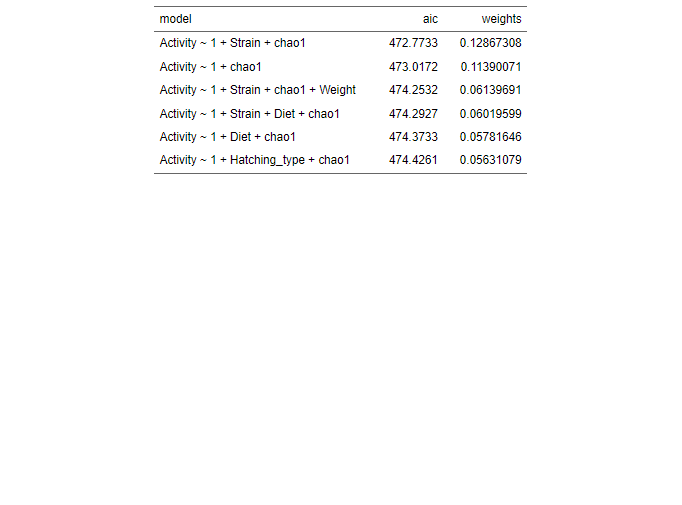 model aic weights
Activity ~ 1 + Strain + chao1 472.7733 0.12867308
Activity ~ 1 + chao1 473.0172 0.11390071
Activity ~ 1 + Strain + chao1 + Weight 474.2532 0.06139691
Activity ~ 1 + Strain + Diet + chao1 474.2927 0.06019599
Activity ~ 1 + Diet + chao1 474.3733 0.05781646
Activity ~ 1 + Hatching_type + chao1 474.4261 0.05631079